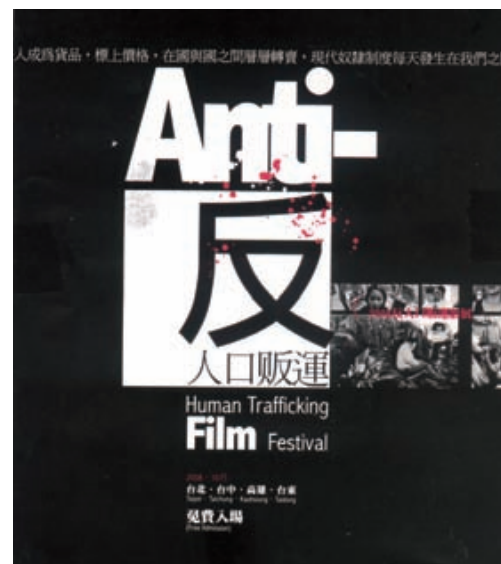 人成為貨品，標上價格，在國與國之間層層轉賣，現代奴隸制度每天發生在我們之
Anti-
反
人口販運
Human Trafficking
Film Festival
台北・台中・高雄・台東
Taipei・Taichung・Kaohsiung・Taitung
免費入場
(Free Admission)